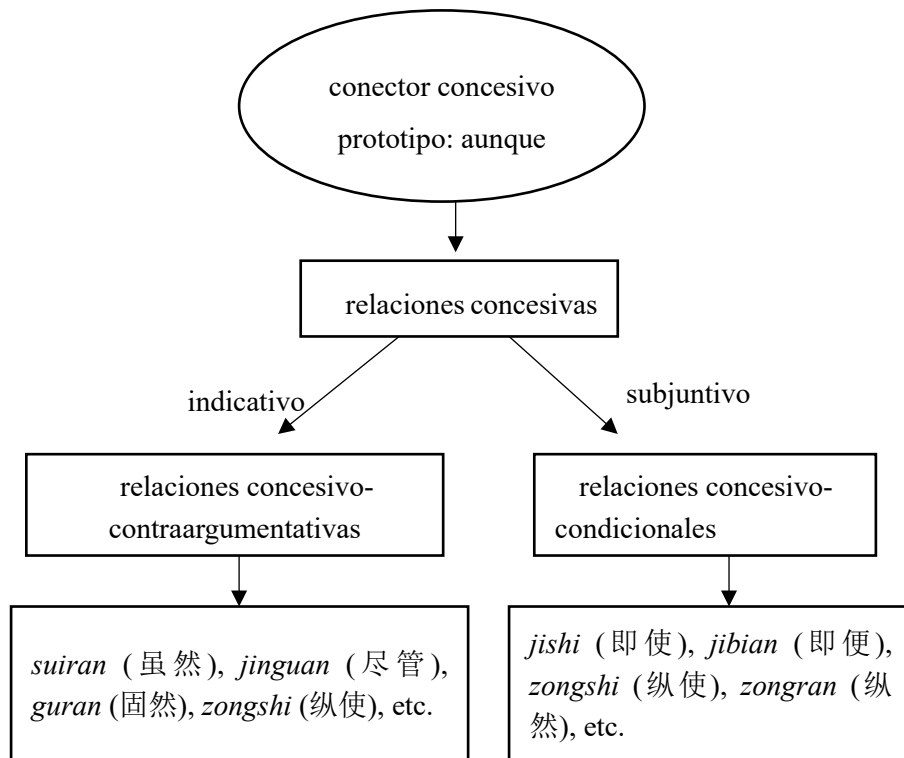 conector concesivo
prototipo: aunque
relaciones concesivas
indicativo
subjuntivo
relaciones concesivo-
contraargumentativas
relaciones concesivo-
condicionales
suiran (虽然), jinguan (尽管),
guran (固然), zongshi (纵使), etc.
jishi (即使), jibian (即便),
zongshi (纵使), zongran (纵
然), etc.